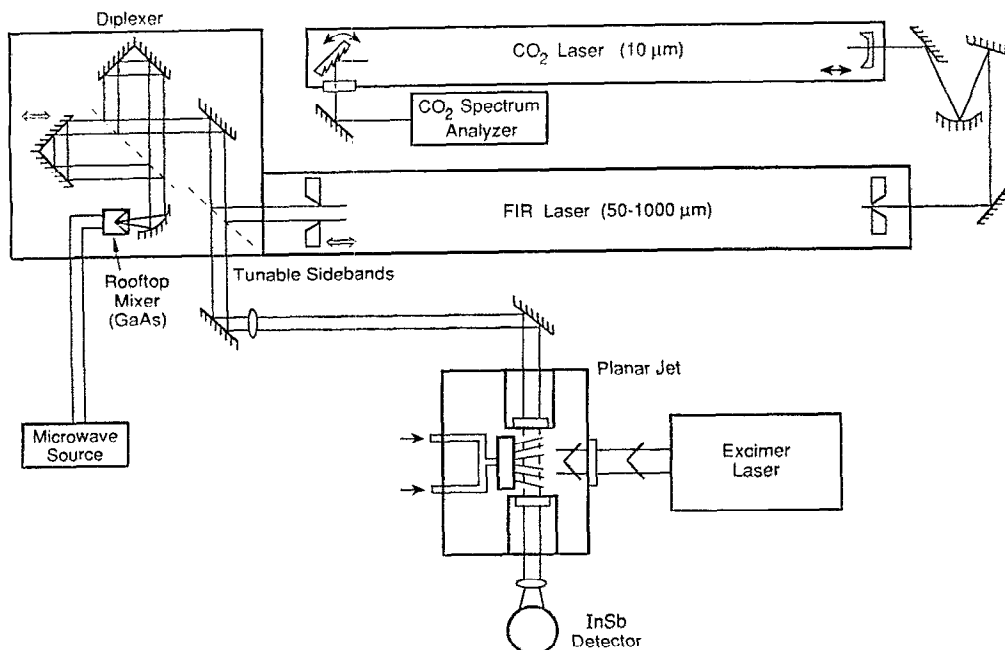 Diplexer
CO2 Laser (10 μm)
CO2 Spectrum
Analyzer
FIR Laser (50-1000 μm)
Rooftop
Mixer
(GaAs)
Tunable Sidebands
Microwave
Source
Planar Jet
Excimer
Laser
InSb
Detector